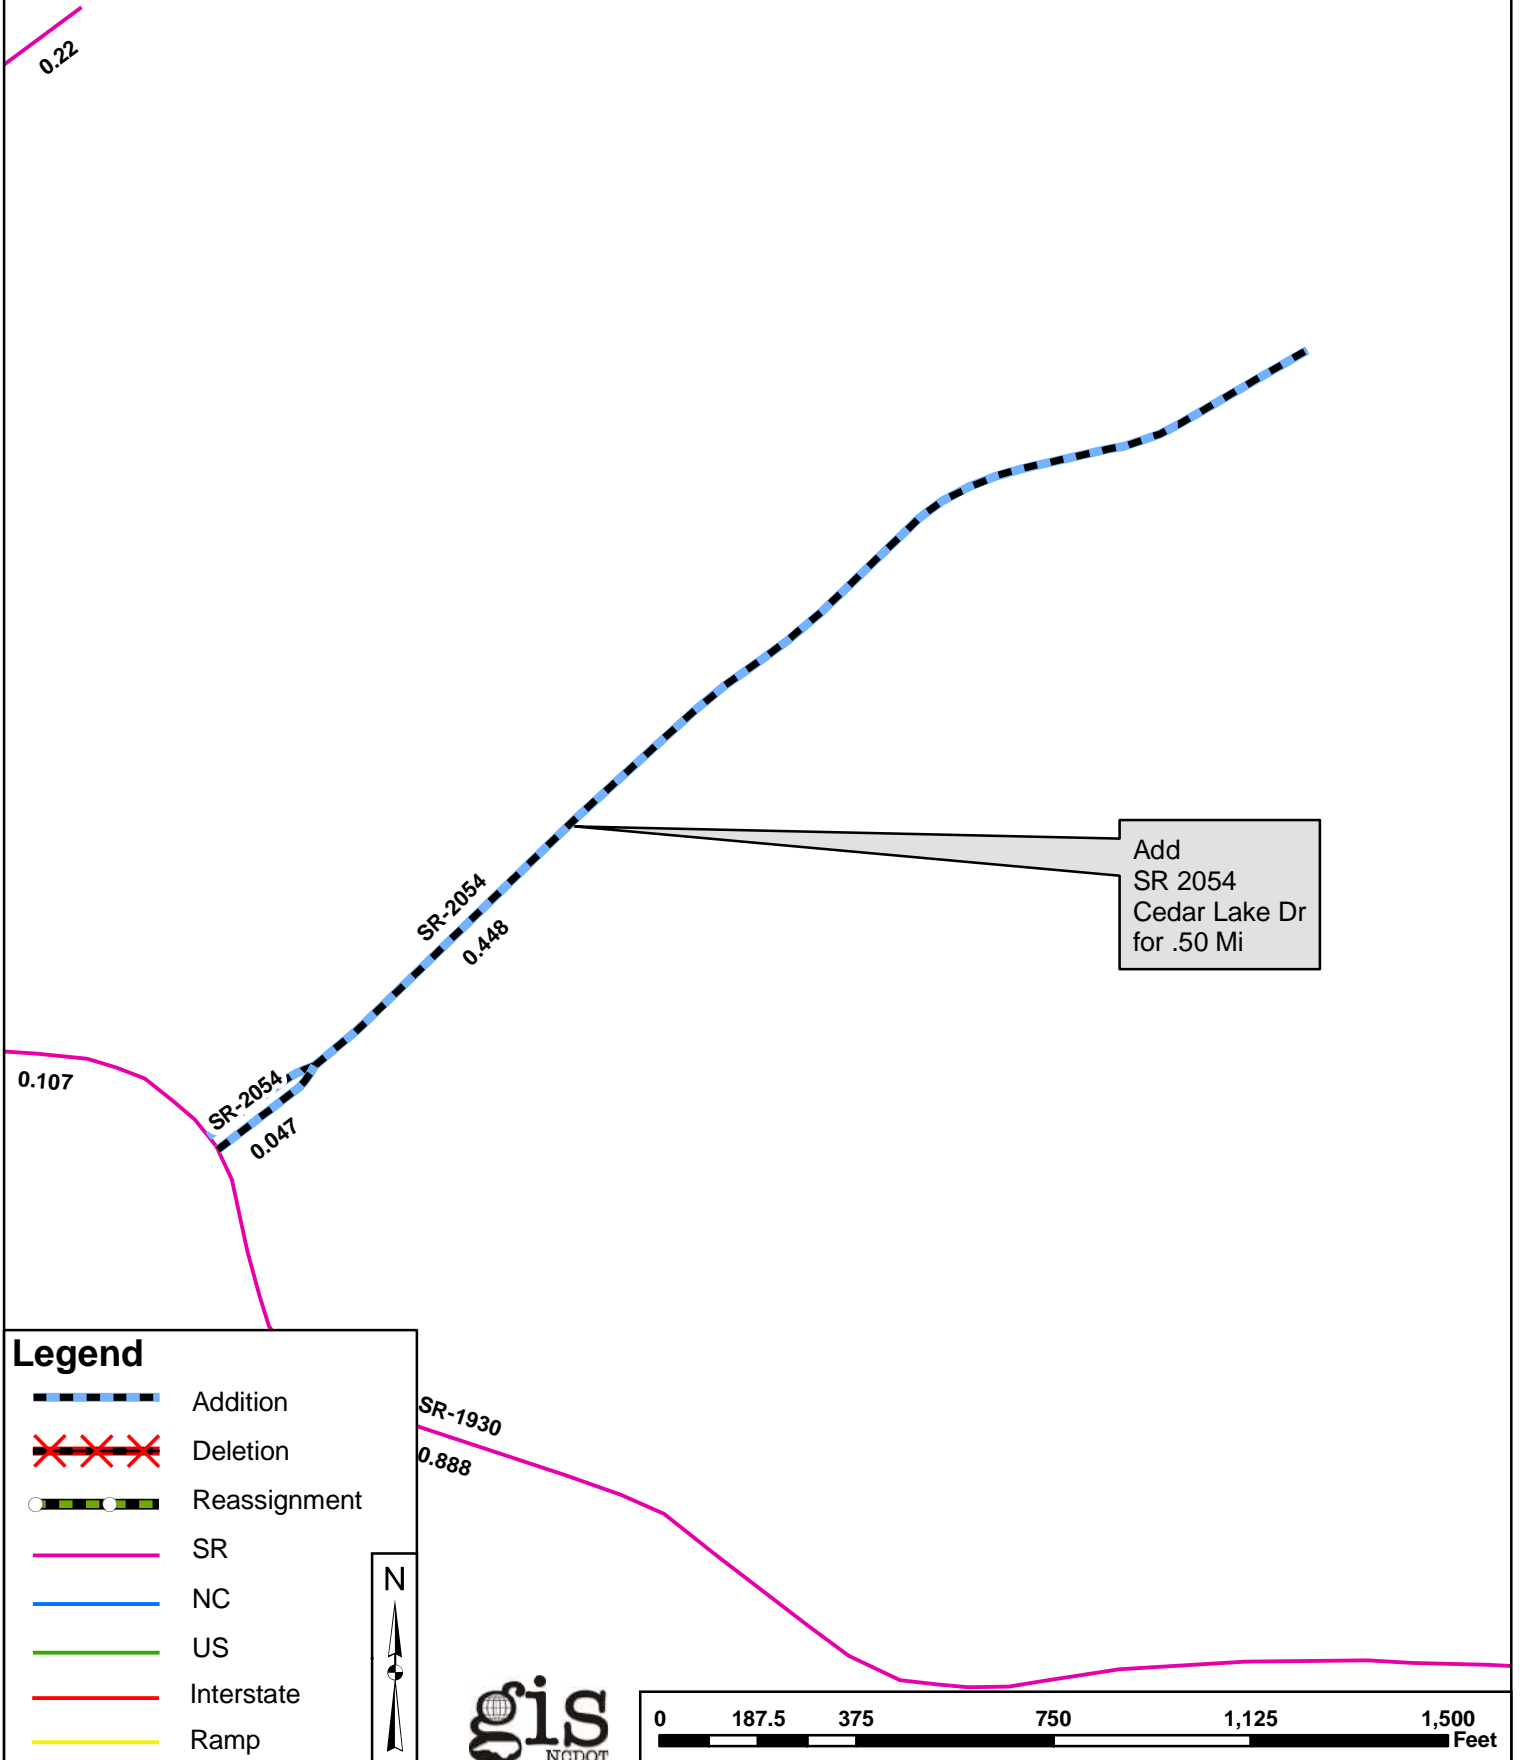 0.22
Add
SR 2054
Cedar Lake Dr
for .50 Mi
SR-2054
0.448
0.107
SR-2054
0.047
Legend
Addition
Deletion
Reassignment
SR
NC
US
Interstate
Ramp
N
SR-1930
0.888
gis
NCDOT
0 187.5 375 750 1,125 1,500
Feet